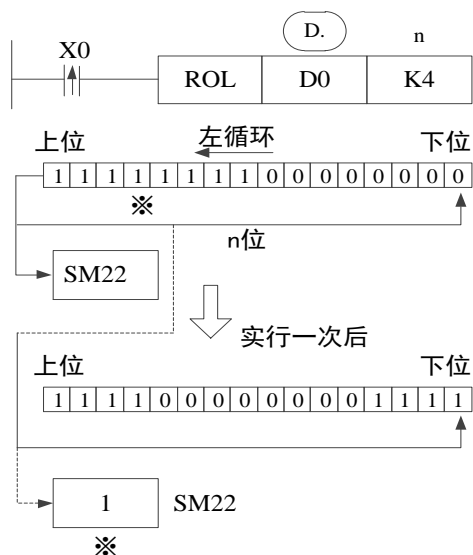 D. n
X0
ROL D0 K4
左循环
上位 下位
1 1 1 1 1 1 1 1 0 0 0 0 0 0 0 0
※
n位
SM22
实行一次后
上位 下位
1 1 1 1 0 0 0 0 0 0 0 0 1 1 1 1
1 SM22
※